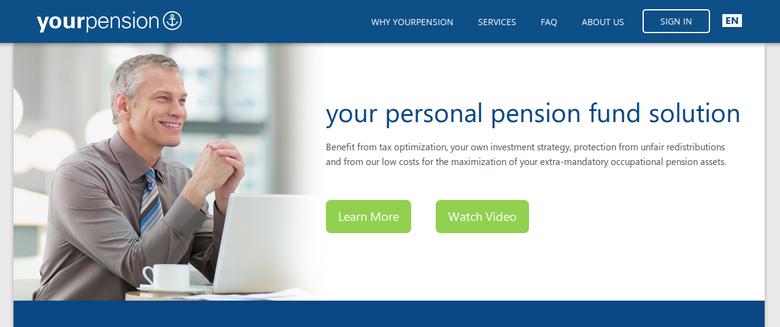 yourpension
WHY YOURPENSION SERVICES FAQ ABOUT US SIGN IN EN
your personal pension fund solution
Benefit from tax optimization, your own investment strategy, protection from unfair redistributions
and from our low costs for the maximization of your extra-mandatory occupational pension assets.
Learn More Watch Video